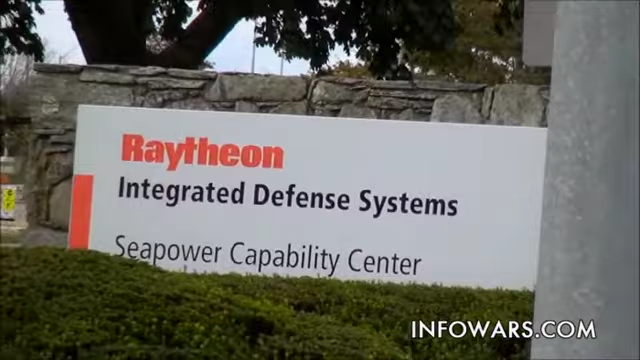 Raytheon
Integrated Defense Systems
Seapower Capability Center
INFOWARS.COM